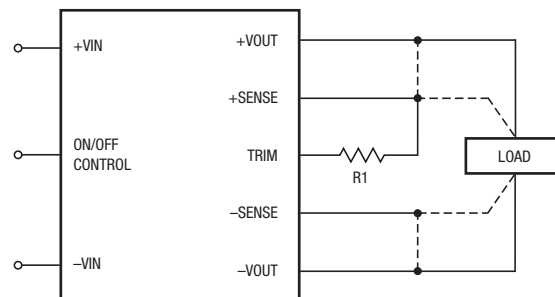 +VIN
+VOUT
+SENSE
ON/OFF
CONTROL
TRIM
R1
LOAD
–SENSE
–VIN
–VOUT